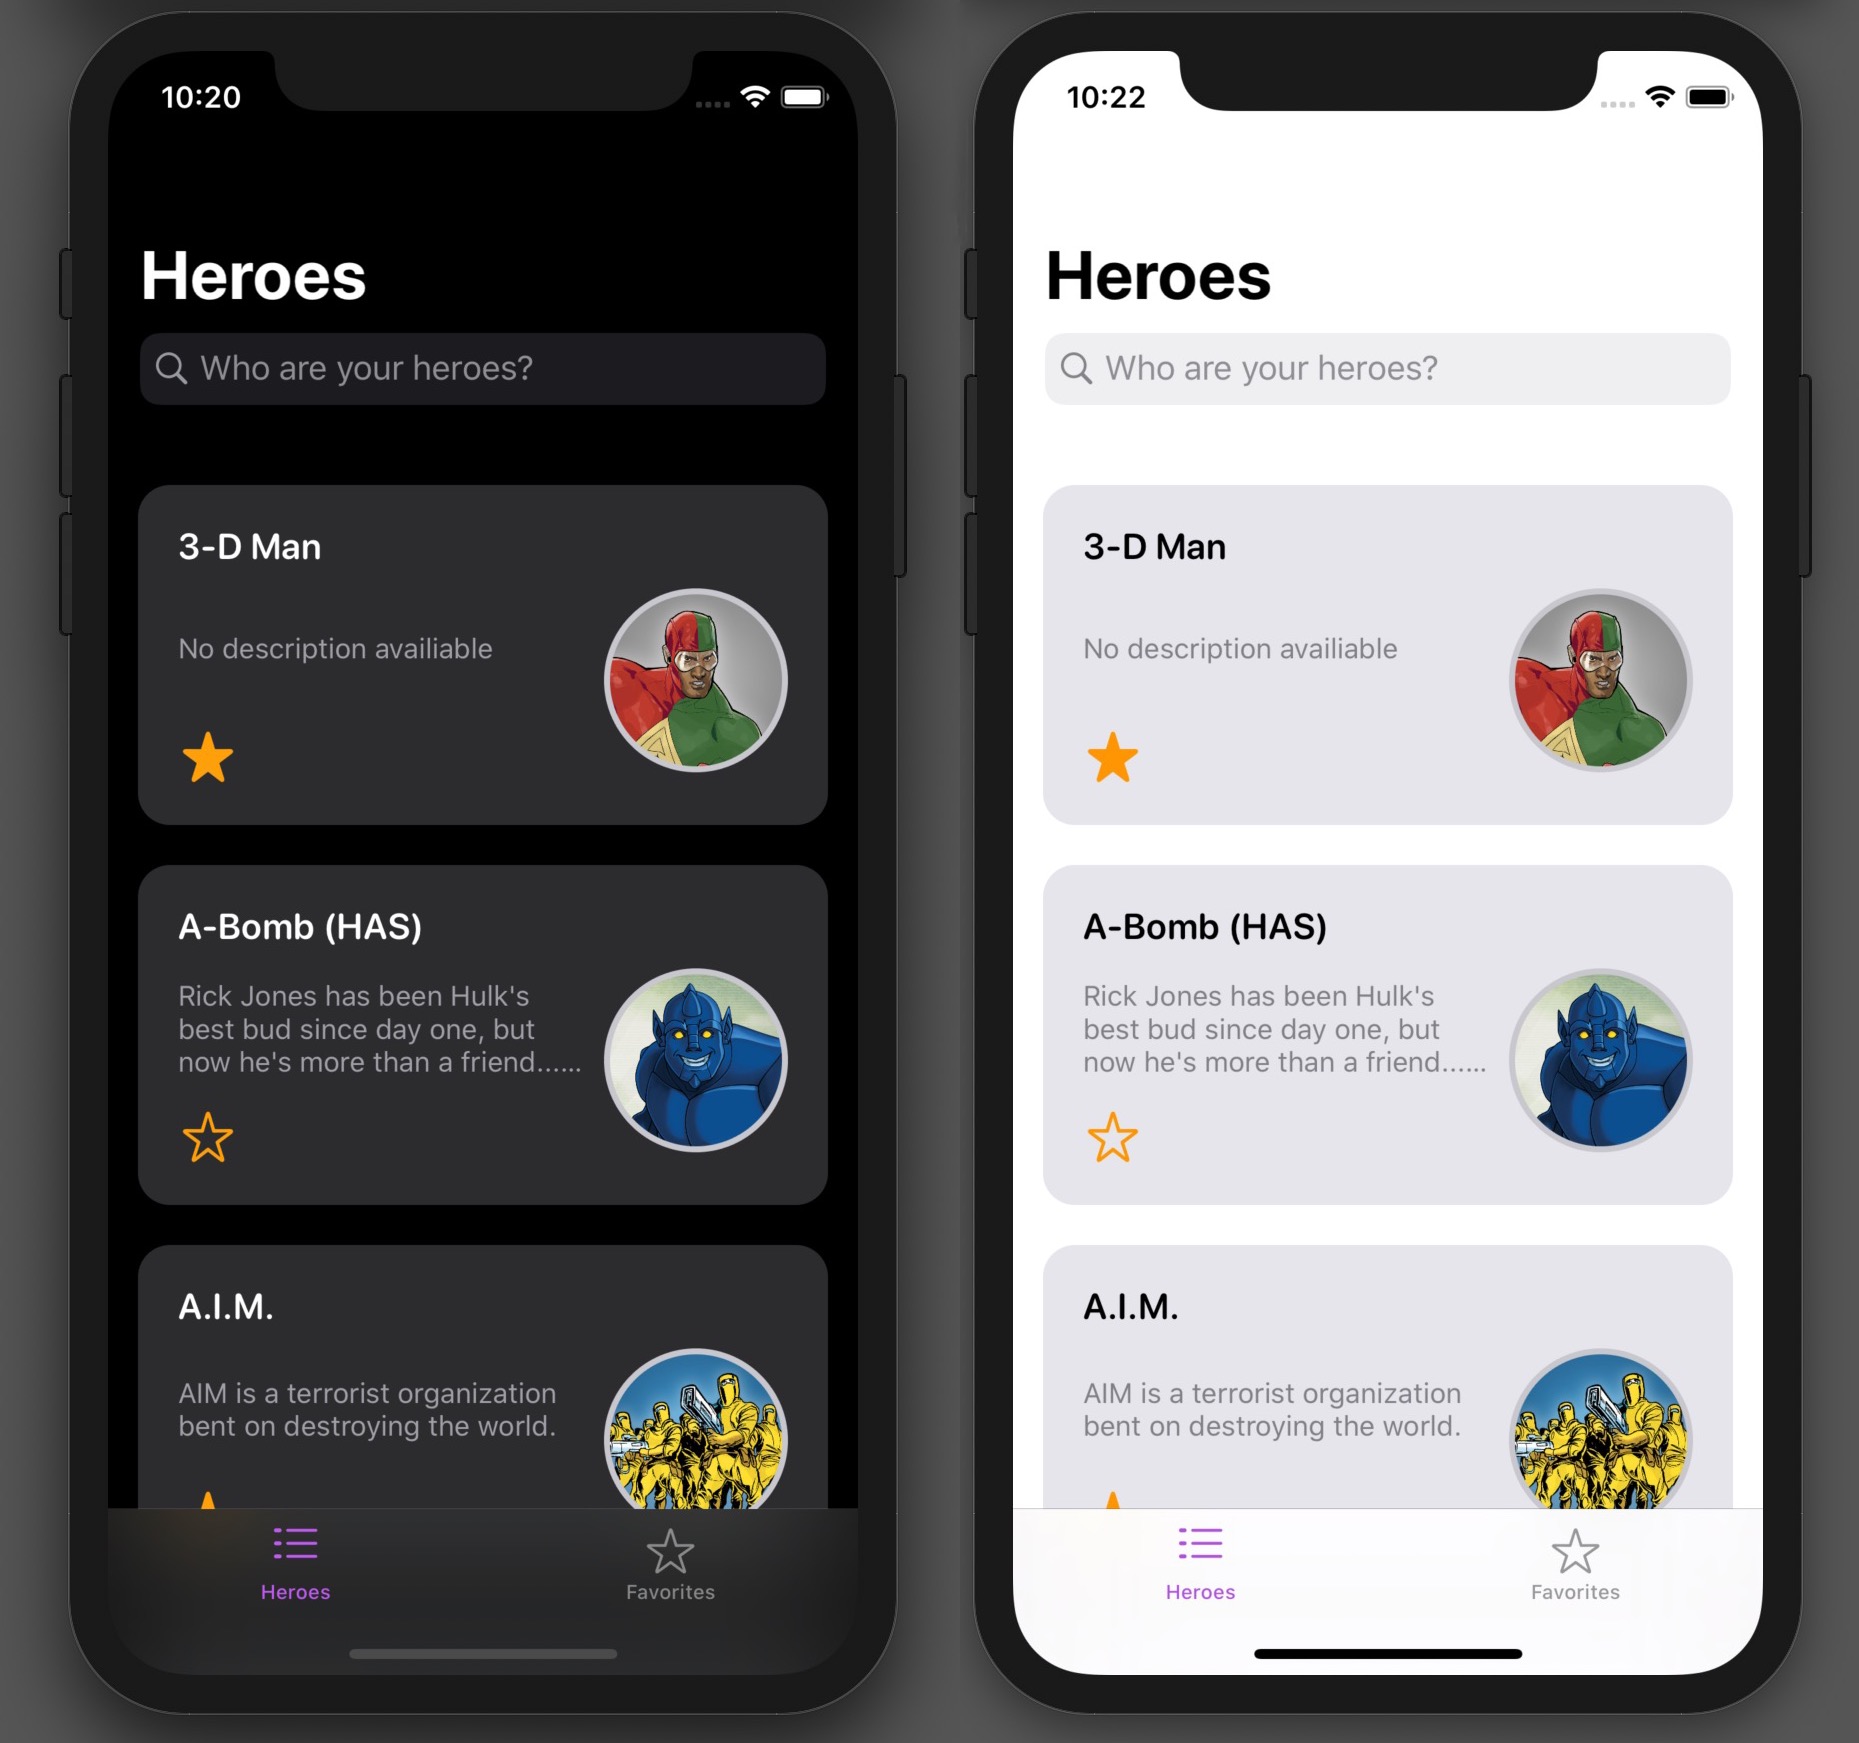 10:20
Heroes
Who are your heroes?
3-D Man
No description availiable
A-Bomb (HAS)
Rick Jones has been Hulk's
best bud since day one, but
now he's more than a friend......
A.I.M.
AIM is a terrorist organization
bent on destroying the world.
Heroes
Favorites
10:22
Heroes
Who are your heroes?
3-D Man
No description availiable
A-Bomb (HAS)
Rick Jones has been Hulk's
best bud since day one, but
now he's more than a friend......
A.I.M.
AIM is a terrorist organization
bent on destroying the world.
Heroes
Favorites